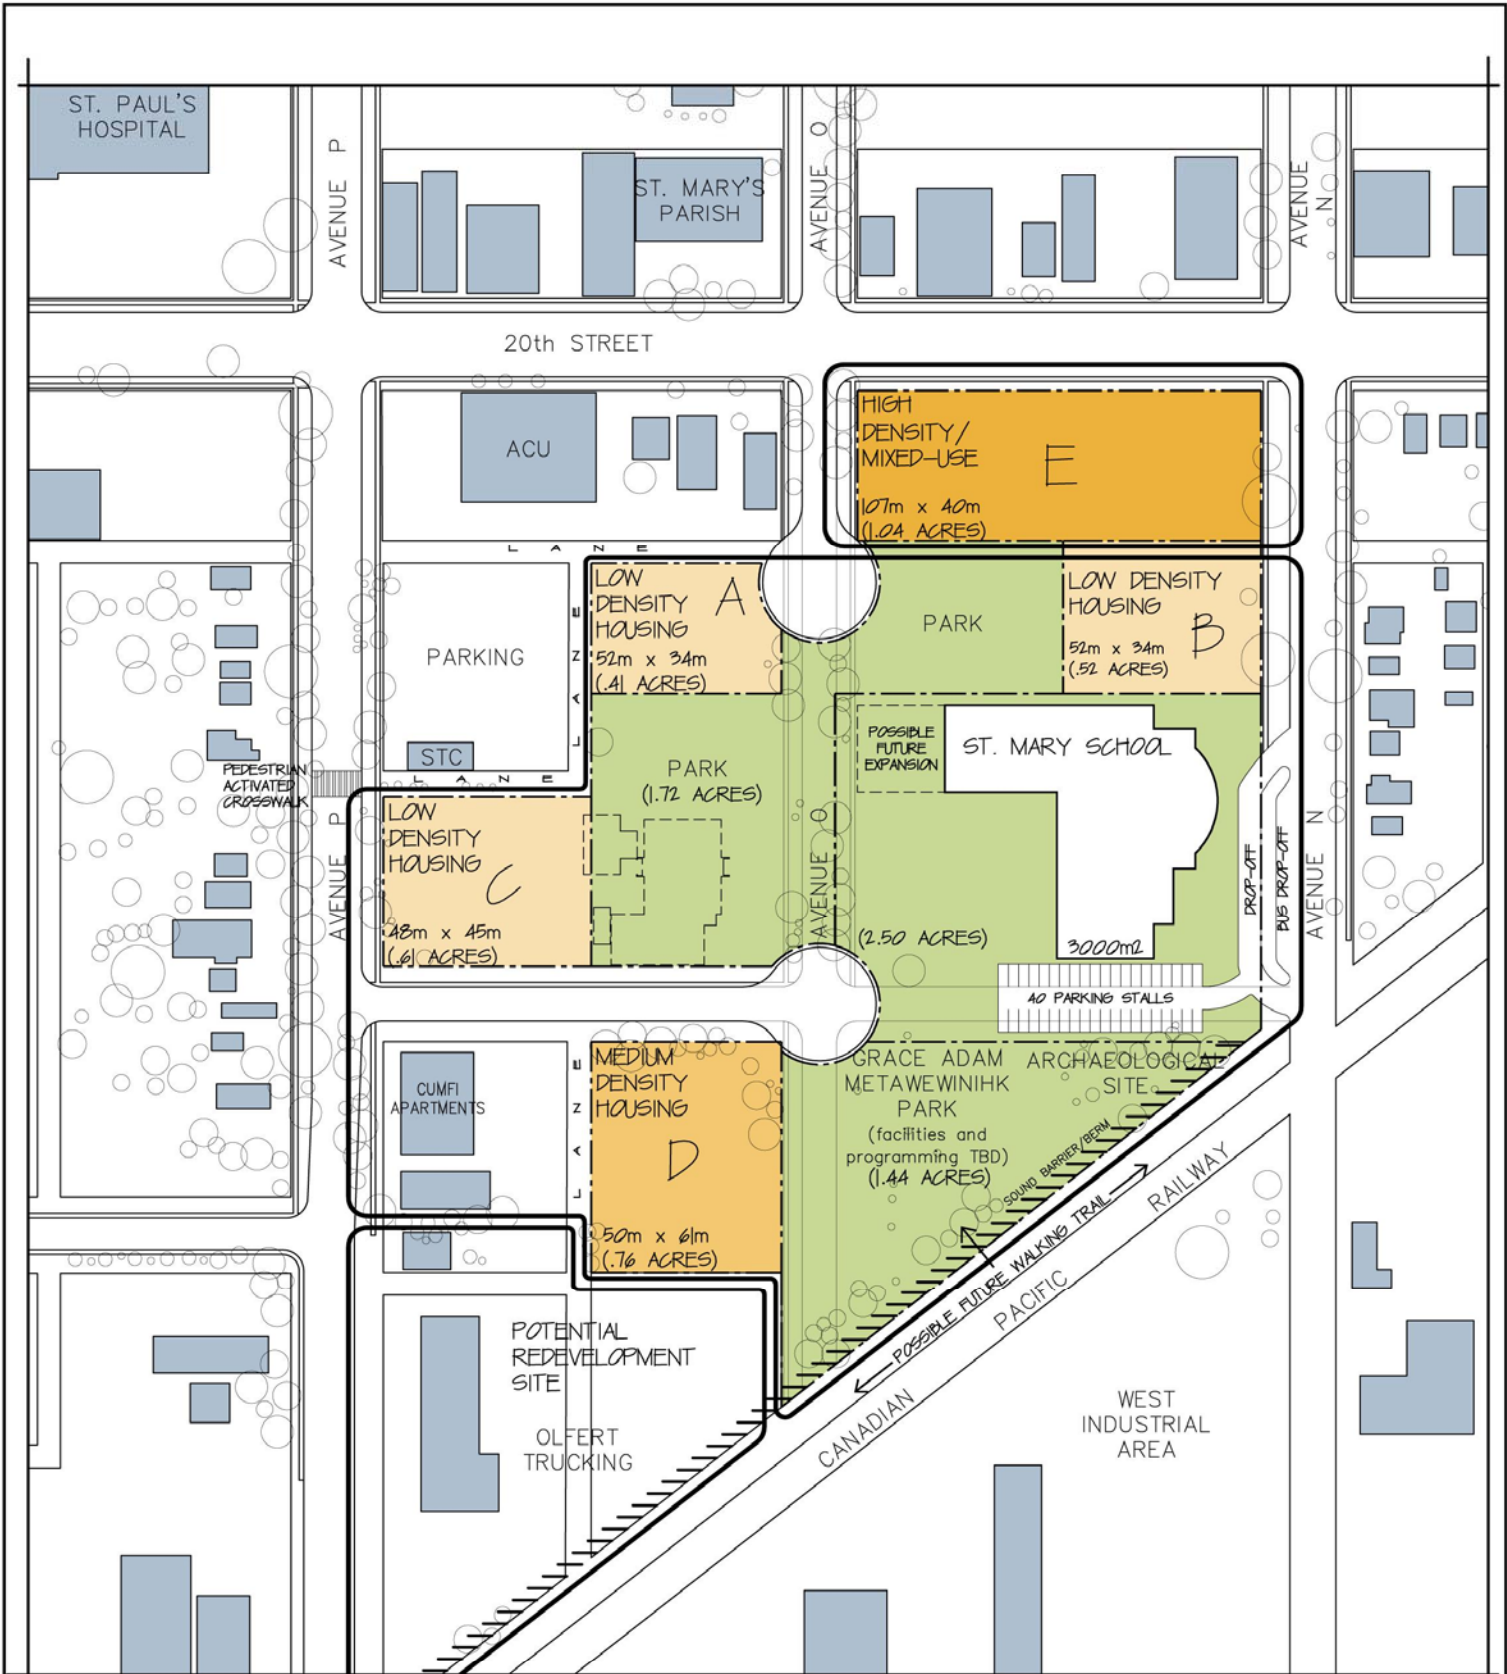 ST. PAUL'S
HOSPITAL
AVENUE P
ST. MARY'S
PARISH
AVENUE O
AVENUE
N
20th STREET
ACU
HIGH
DENSITY/
MIXED-USE
E
107m x 40m
(1.04 ACRES)
LANE
LOW
DENSITY
HOUSING
A
52m x 34m
(.41 ACRES)
PARK
LOW DENSITY
HOUSING
B
52m x 34m
(.52 ACRES)
PARKING
LANE
STC
LANE
PEDESTRIAN
ACTIVATED
CROSSWALK
PARK
(1.72 ACRES)
POSSIBLE
FUTURE
EXPANSION
ST. MARY SCHOOL
LOW
DENSITY
HOUSING
C
48m x 45m
(.61 ACRES)
AVENUE P
AVENUE O
(2.50 ACRES)
3000m2
DROP-OFF
BUS DROP-OFF
AVENUE N
40 PARKING STALLS
CUMFI
APARTMENTS
LANE
MEDIUM
DENSITY
HOUSING
D
50m x 61m
(.76 ACRES)
GRACE ADAM
METAWEWINIHK
PARK
(facilities and
programming TBD)
(1.44 ACRES)
ARCHAEOLOGICAL
SITE
SOUND BARRIER/BERM
POSSIBLE FUTURE WALKING TRAIL
CANADIAN PACIFIC RAILWAY
POTENTIAL
REDEVELOPMENT
SITE
OLFERT
TRUCKING
WEST
INDUSTRIAL
AREA